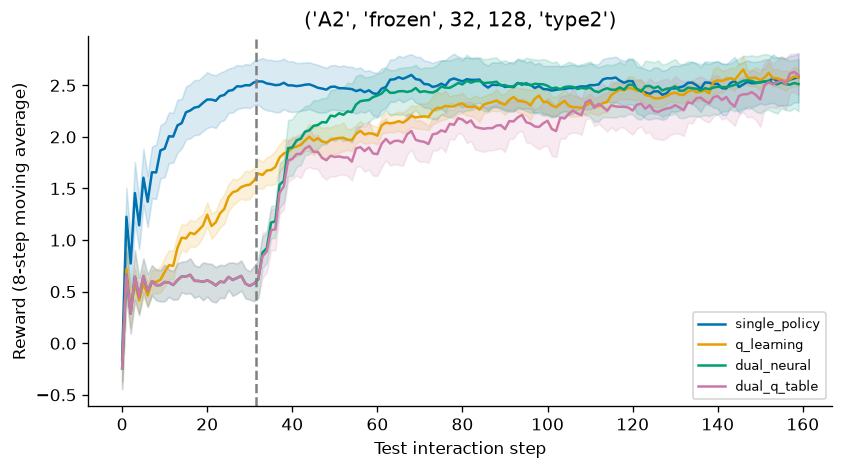 ('A2', 'frozen', 32, 128, 'type2')
Reward (8-step moving average)
2.5
2.0
1.5
1.0
0.5
0.0
−0.5
single_policy
q_learning
dual_neural
dual_q_table
0 20 40 60 80 100 120 140 160
Test interaction step